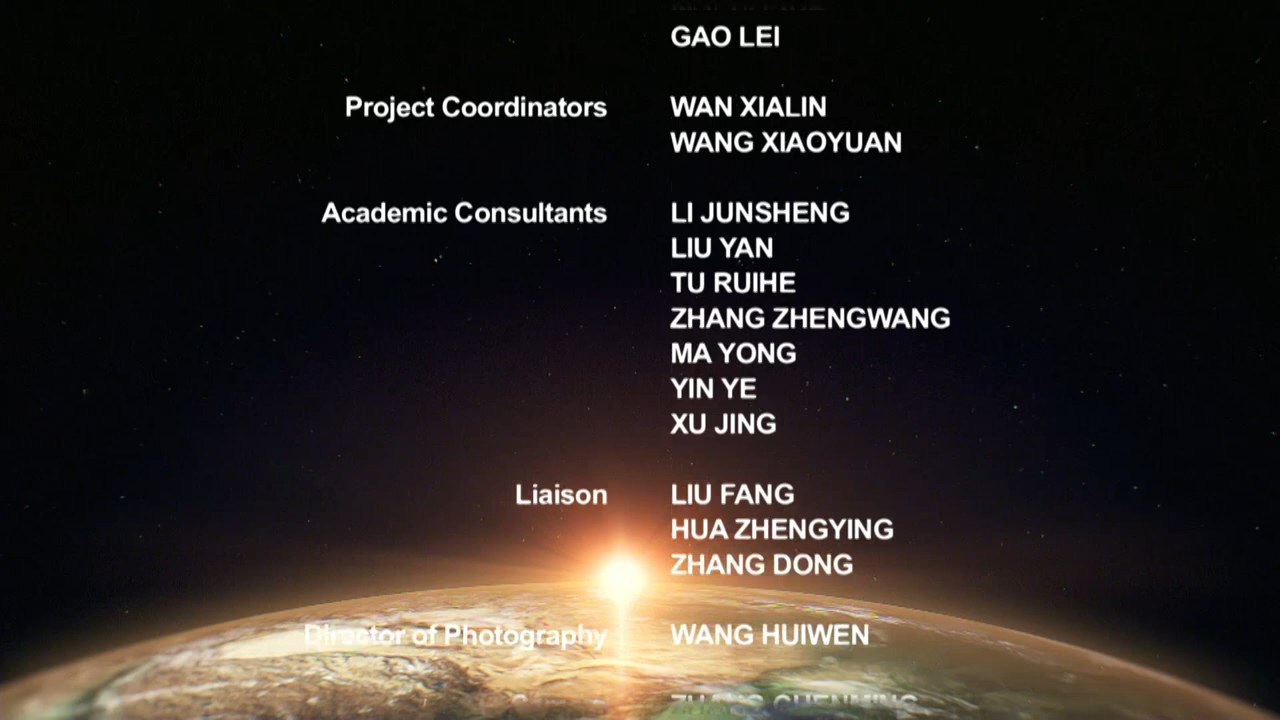 GAO LEI
Project Coordinators WAN XIALIN
WANG XIAOYUAN
Academic Consultants LI JUNSHENG
LIU YAN
TU RUIHE
ZHANG ZHENGWANG
MA YONG
YIN YE
XU JING
Liaison LIU FANG
HUA ZHENGYING
ZHANG DONG
Director of Photography WANG HUIWEN